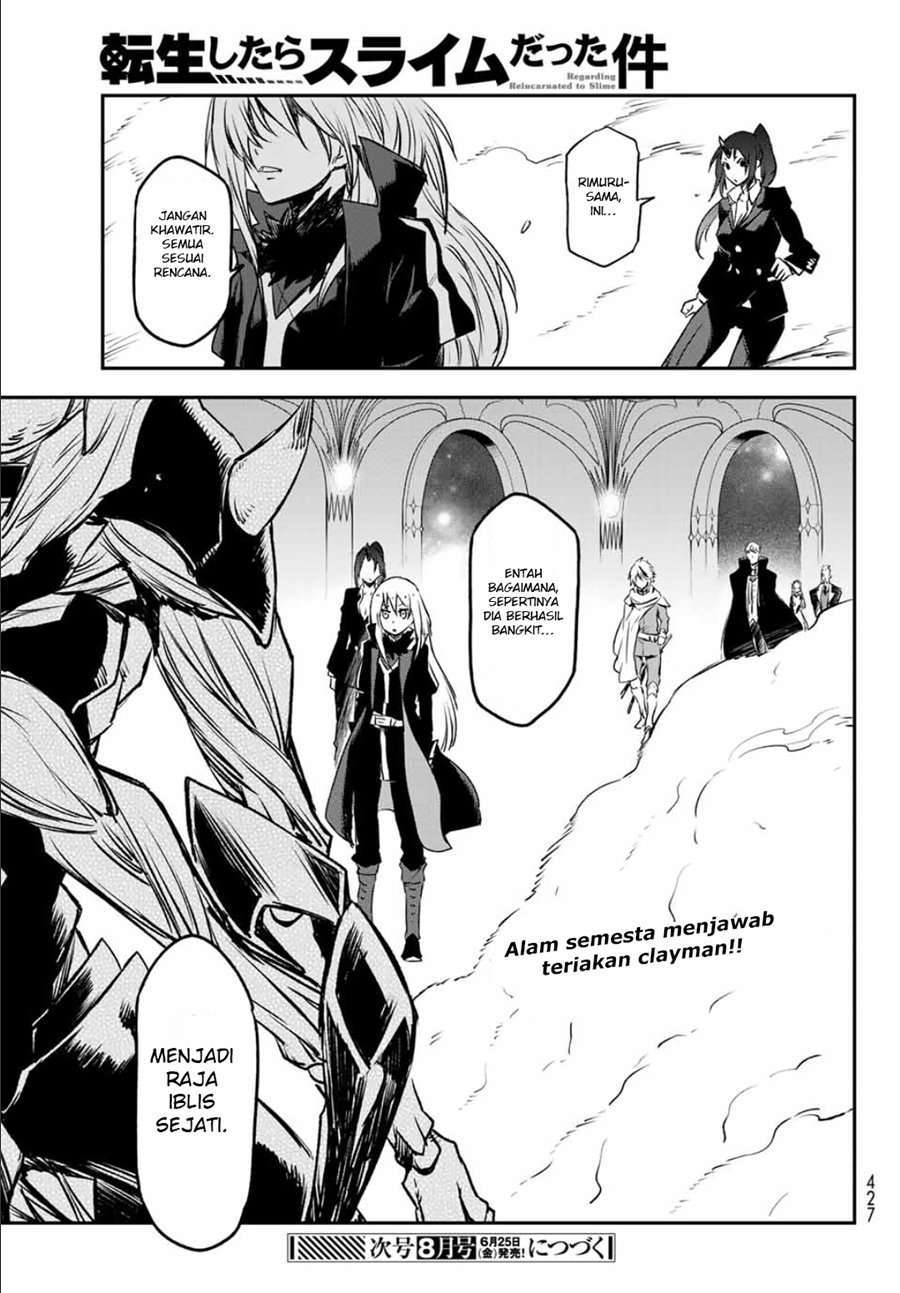 転生したらスライムだった件
Regarding
Reincarnated to Slime
RIMURU-
SAMA,
INI...
JANGAN
KHAWATIR.
SEMUA
SESUAI
RENCANA.
ENTAH
BAGAIMANA,
SEPERTINYA
DIA BERHASIL
BANGKIT...
Alam semesta menjawab
teriakan clayman!!
MENJADI
RAJA
IBLIS
SEJATI.
427
次号8月号 6月25日(金)発売! につづく